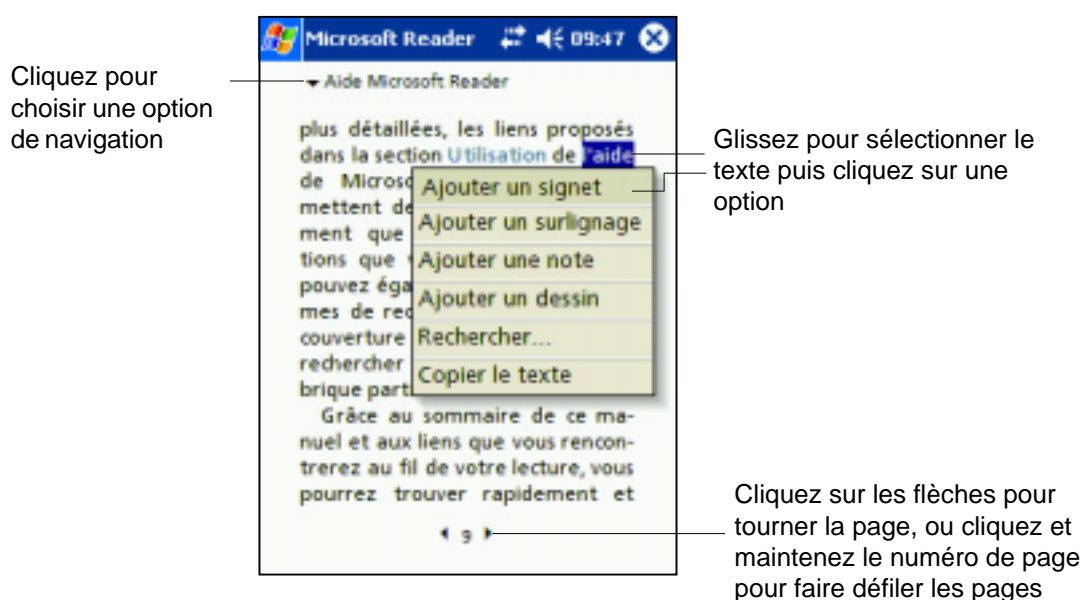 Microsoft Reader 09:47
Aide Microsoft Reader
Cliquez pour
choisir une option
de navigation
plus détaillées, les liens proposés
dans la section Utilisation de l'aide
de Microso
mettent de
ment que
tions que
pouvez éga
mes de rec
couverture
rechercher
brique part
Ajouter un signet
Ajouter un surlignage
Ajouter une note
Ajouter un dessin
Rechercher...
Copier le texte
Grâce au sommaire de ce ma-
nuel et aux liens que vous rencon-
trerez au fil de votre lecture, vous
pourrez trouver rapidement et
9
Glissez pour sélectionner le
texte puis cliquez sur une
option
Cliquez sur les flèches pour
tourner la page, ou cliquez et
maintenez le numéro de page
pour faire défiler les pages